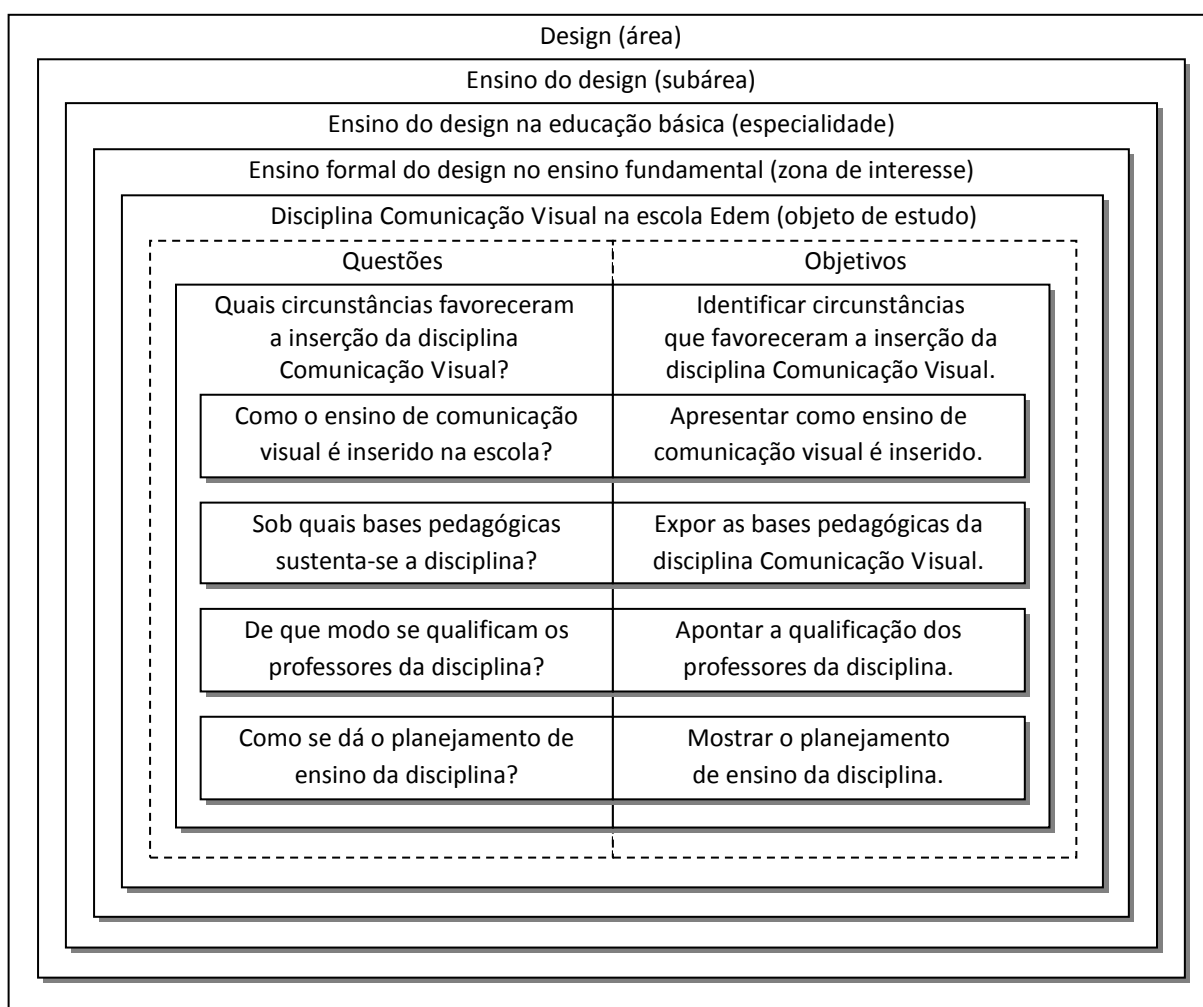 Design (área)
Ensino do design (subárea)
Ensino do design na educação básica (especialidade)
Ensino formal do design no ensino fundamental (zona de interesse)
Disciplina Comunicação Visual na escola Edem (objeto de estudo)
Questões
Objetivos
Quais circunstâncias favoreceram
a inserção da disciplina
Comunicação Visual?
Identificar circunstâncias
que favoreceram a inserção da
disciplina Comunicação Visual.
Como o ensino de comunicação
visual é inserido na escola?
Apresentar como ensino de
comunicação visual é inserido.
Sob quais bases pedagógicas
sustenta-se a disciplina?
Expor as bases pedagógicas da
disciplina Comunicação Visual.
De que modo se qualificam os
professores da disciplina?
Apontar a qualificação dos
professores da disciplina.
Como se dá o planejamento de
ensino da disciplina?
Mostrar o planejamento
de ensino da disciplina.